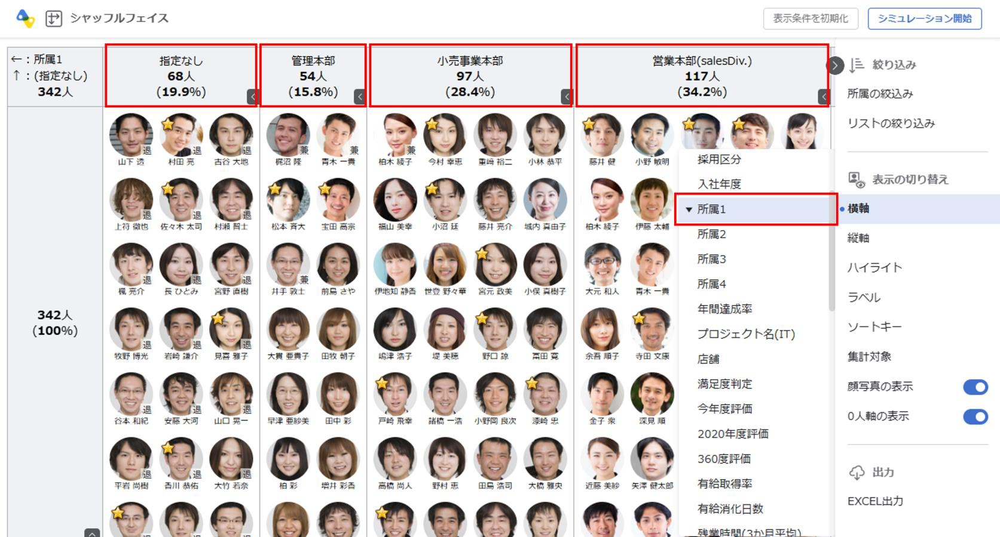 シャッフルフェイス
表示条件を初期化
シミュレーション開始
←：所属1
↑：(指定なし)
342人
指定なし
68人
(19.9%)
管理本部
54人
(15.8%)
小売事業本部
97人
(28.4%)
営業本部(salesDiv.)
117人
(34.2%)
342人
(100%)
退 退 退 兼 兼 兼
山下 透 村田 亮 古谷 大地 梶沼 隆 青木 一貴 柏木 綾子 今村 幸恵 重﨑 裕二 小林 恭平 藤井 健 小野 敏明
退 退 退
上符 徹也 佐々木 太司 村瀬 智士 松本 斉大 宝田 高宗 福山 美幸 小沼 廷 藤井 亮介 城内 真由子 柏木 綾子 伊藤 太輔
退 退 退 兼
楓 亮介 長 ひとみ 宮野 直樹 井手 敦士 前島 さや 伊地知 静香 世登 野々華 宮元 政美 小俣 真樹子 大元 和人 青木 一貴
退 退 退
牧野 博光 岩崎 謙介 見喜 雅子 大貫 亜貴子 田牧 朝子 嶋津 浩子 堤 美穂 野口 諒 冨田 寛 余吾 順子 寺田 文康
退 退 退
谷本 和紀 安藤 大河 山口 晃一 早津 亜紗美 田中 彩 戸崎 飛幸 諸橋 一浩 小野岡 良次 漆崎 忠 金子 衆 深見 順
退 退 退
平岩 尚樹 香川 恭佑 大竹 若奈 柏 彩 増井 彩香 高橋 尚人 野村 恵 田島 浩司 大橋 雅央 近藤 美紗 矢澤 健太郎
採用区分
入社年度
▼ 所属1
所属2
所属3
所属4
年間達成率
プロジェクト名(IT)
店舗
満足度判定
今年度評価
2020年度評価
360度評価
有給取得率
有給消化日数
残業時間(3か月平均)
絞り込み
所属の絞込み
リストの絞り込み
表示の切り替え
横軸
縦軸
ハイライト
ラベル
ソートキー
集計対象
顔写真の表示
0人軸の表示
出力
EXCEL出力